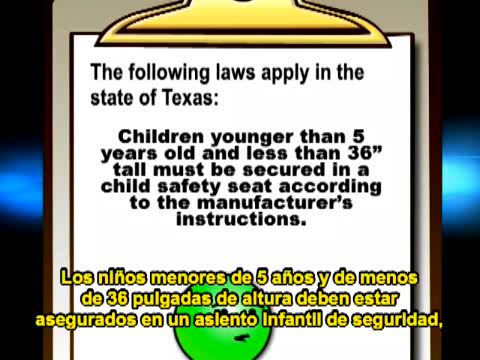 The following laws apply in the
state of Texas:
Children younger than 5
years old and less than 36”
tall must be secured in a
child safety seat according
to the manufacturer’s
instructions.
Los niños menores de 5 años y de menos
de 36 pulgadas de altura deben estar
asegurados en un asiento infantil de seguridad,